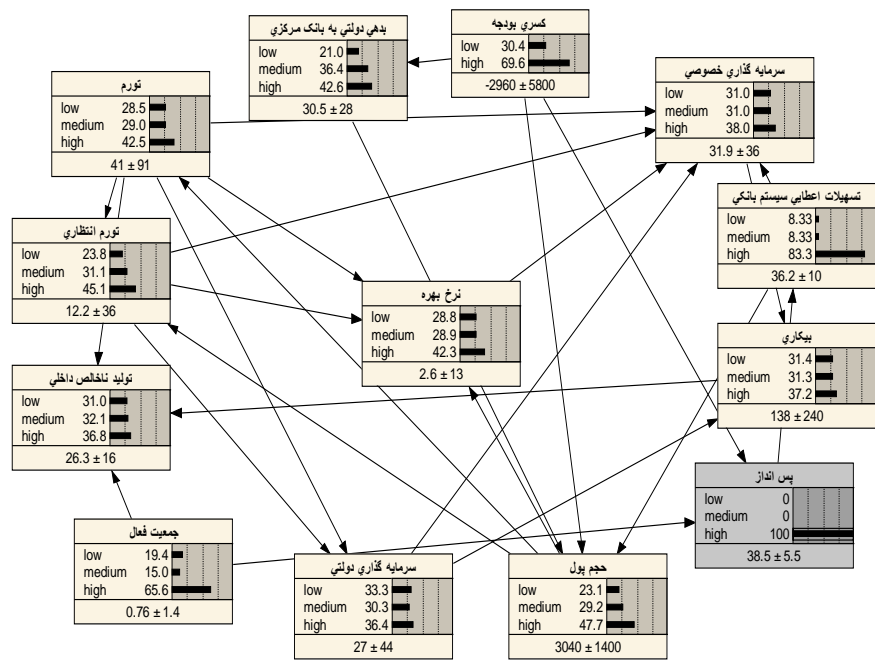 بدهي دولتي به بانک مرکزي
low 21.0
medium 36.4
high 42.6
30.5 ± 28
کسري بودجه
low 30.4
high 69.6
-2960 ± 5800
تورم
low 28.5
medium 29.0
high 42.5
41 ± 91
سرمايه گذاري خصوصي
low 31.0
medium 31.0
high 38.0
31.9 ± 36
تسهيلات اعطايي سيستم بانکي
low 8.33
medium 8.33
high 83.3
36.2 ± 10
تورم انتظاري
low 23.8
medium 31.1
high 45.1
12.2 ± 36
نرخ بهره
low 28.8
medium 28.9
high 42.3
2.6 ± 13
بيکاري
low 31.4
medium 31.3
high 37.2
138 ± 240
توليد ناخالص داخلي
low 31.0
medium 32.1
high 36.8
26.3 ± 16
پس انداز
low 0
medium 0
high 100
38.5 ± 5.5
جمعيت فعال
low 19.4
medium 15.0
high 65.6
0.76 ± 1.4
سرمايه گذاري دولتي
low 33.3
medium 30.3
high 36.4
27 ± 44
حجم پول
low 23.1
medium 29.2
high 47.7
3040 ± 1400